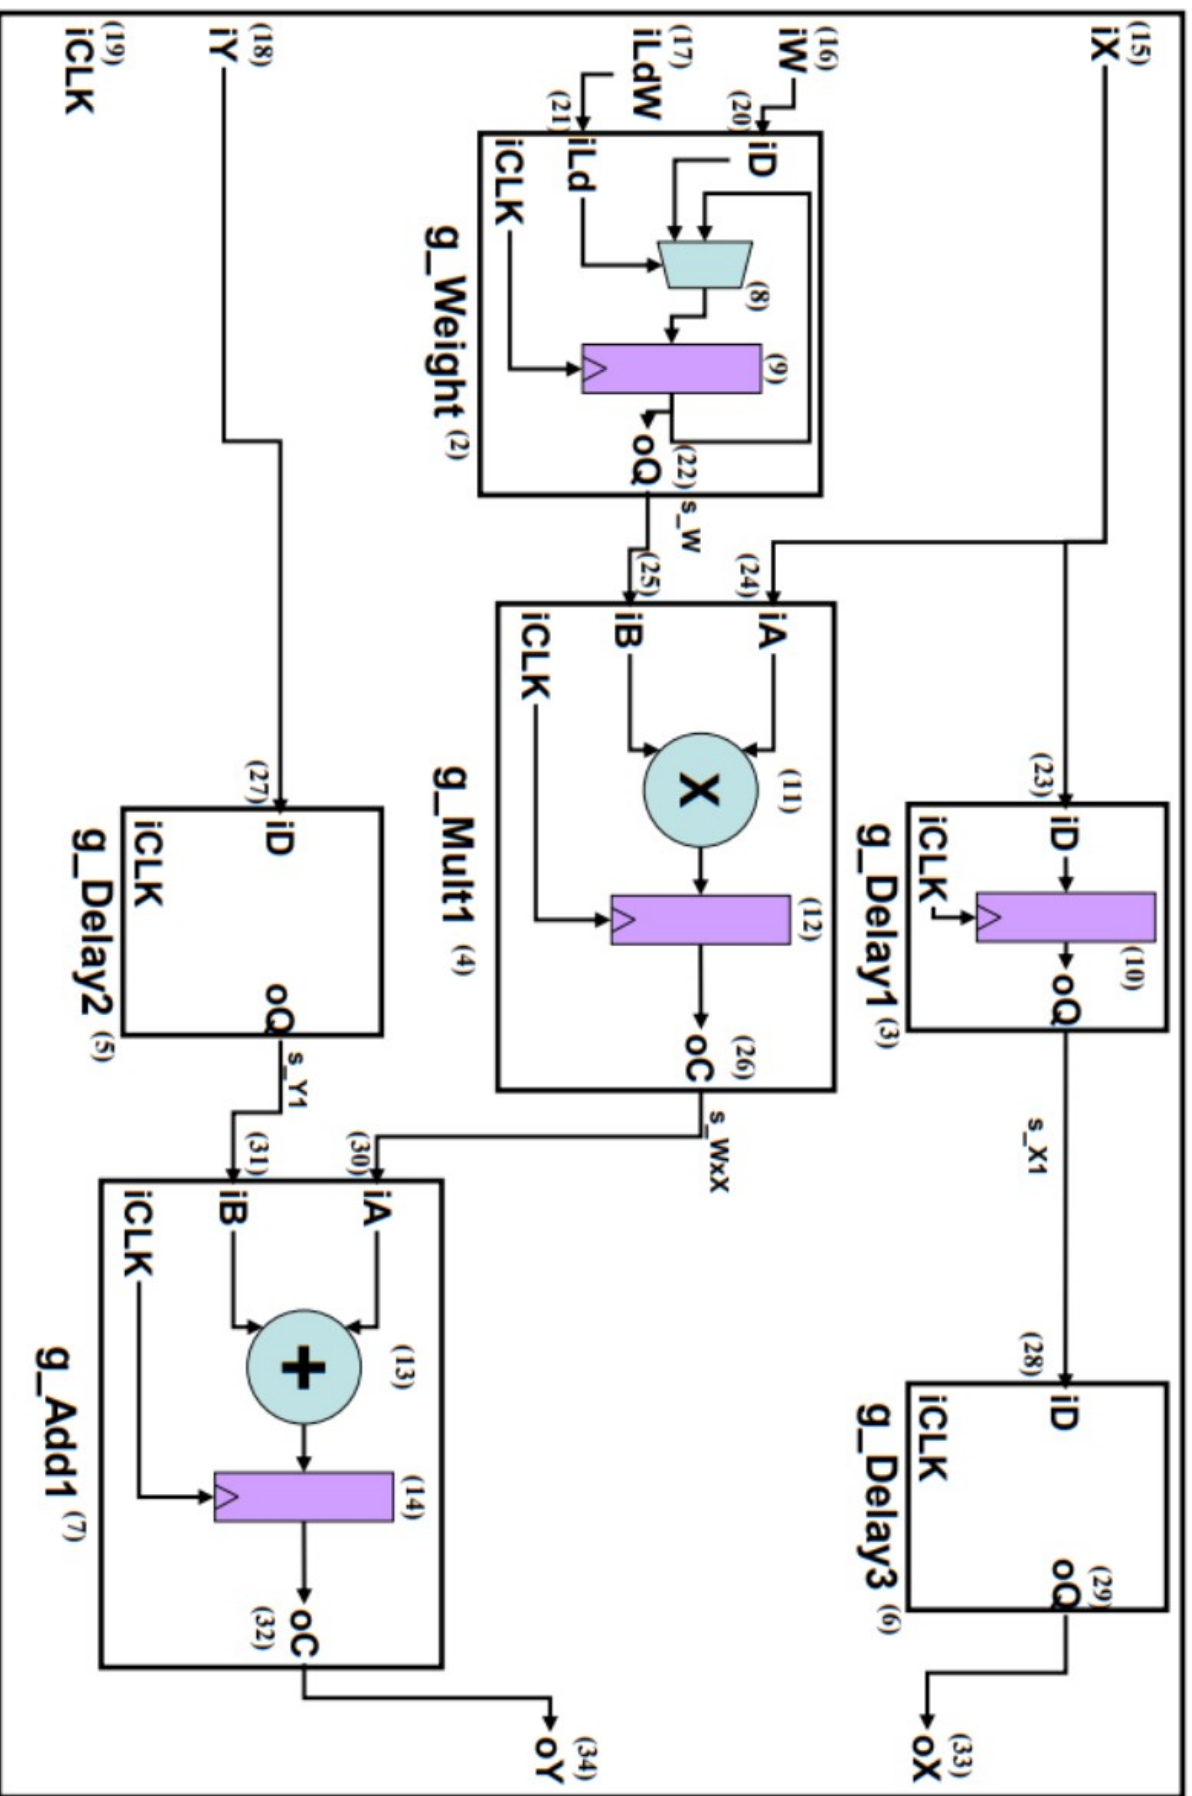 (15)
iX
(16)
iW
(17)
iLdW
(18)
iY
(19)
iCLK
(20)
iD
(21)
iLd
iCLK
(8)
(9)
(22)
oQ
s_W
g_Weight (2)
(24)
iA
(25)
iB
iCLK
(11)
X
(12)
(26)
oC
s_WxX
g_Mult1 (4)
(23)
iD
iCLK
(10)
oQ
g_Delay1 (3)
s_X1
(28)
iD
iCLK
(29)
oQ
g_Delay3 (6)
(33)
oX
(27)
iD
iCLK
oQ
g_Delay2 (5)
s_Y1
(30)
iA
(31)
iB
iCLK
(13)
+
(14)
oC
(32)
g_Add1 (7)
(34)
oY